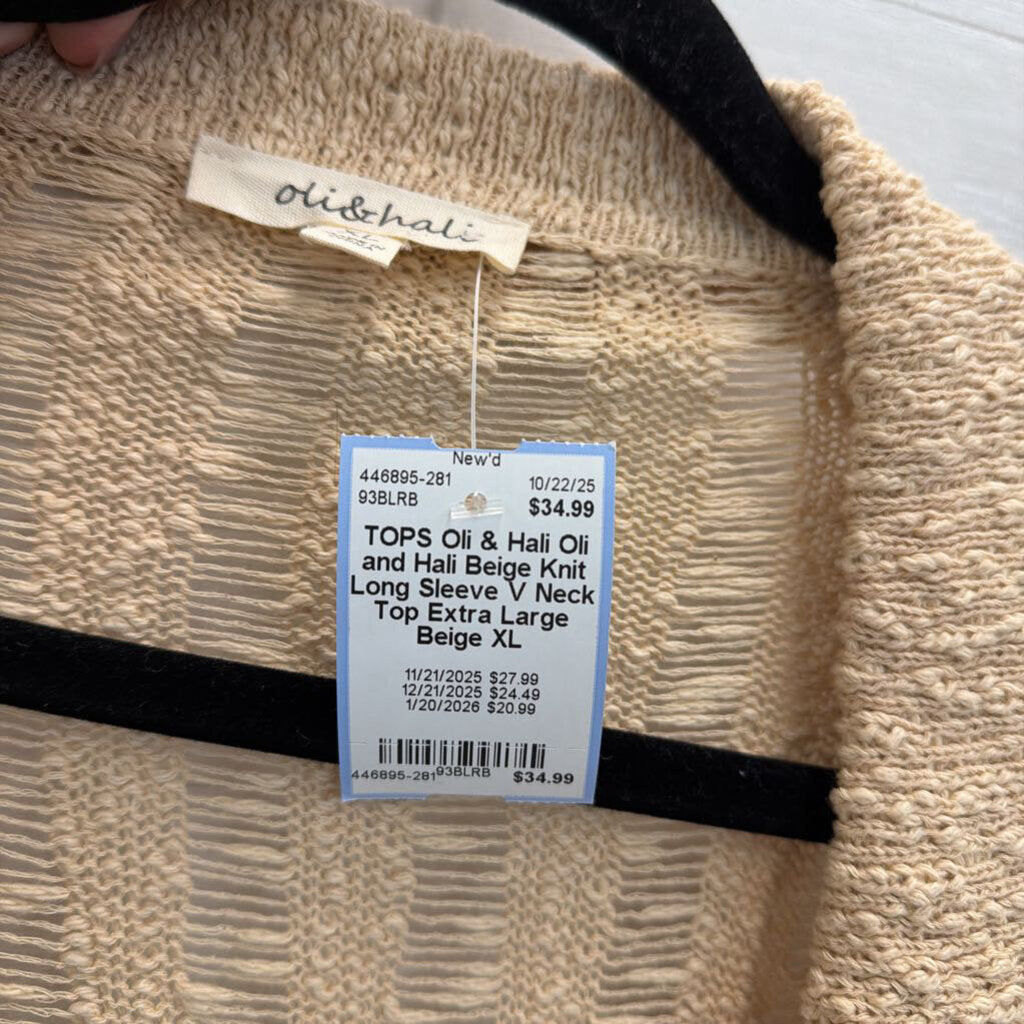 oli&hali
XL
New'd
446895-281
10/22/25
93BLRB
$34.99
TOPS Oli & Hali Oli
and Hali Beige Knit
Long Sleeve V Neck
Top Extra Large
Beige XL
11/21/2025 $27.99
12/21/2025 $24.49
1/20/2026 $20.99
446895-281 93BLRB $34.99